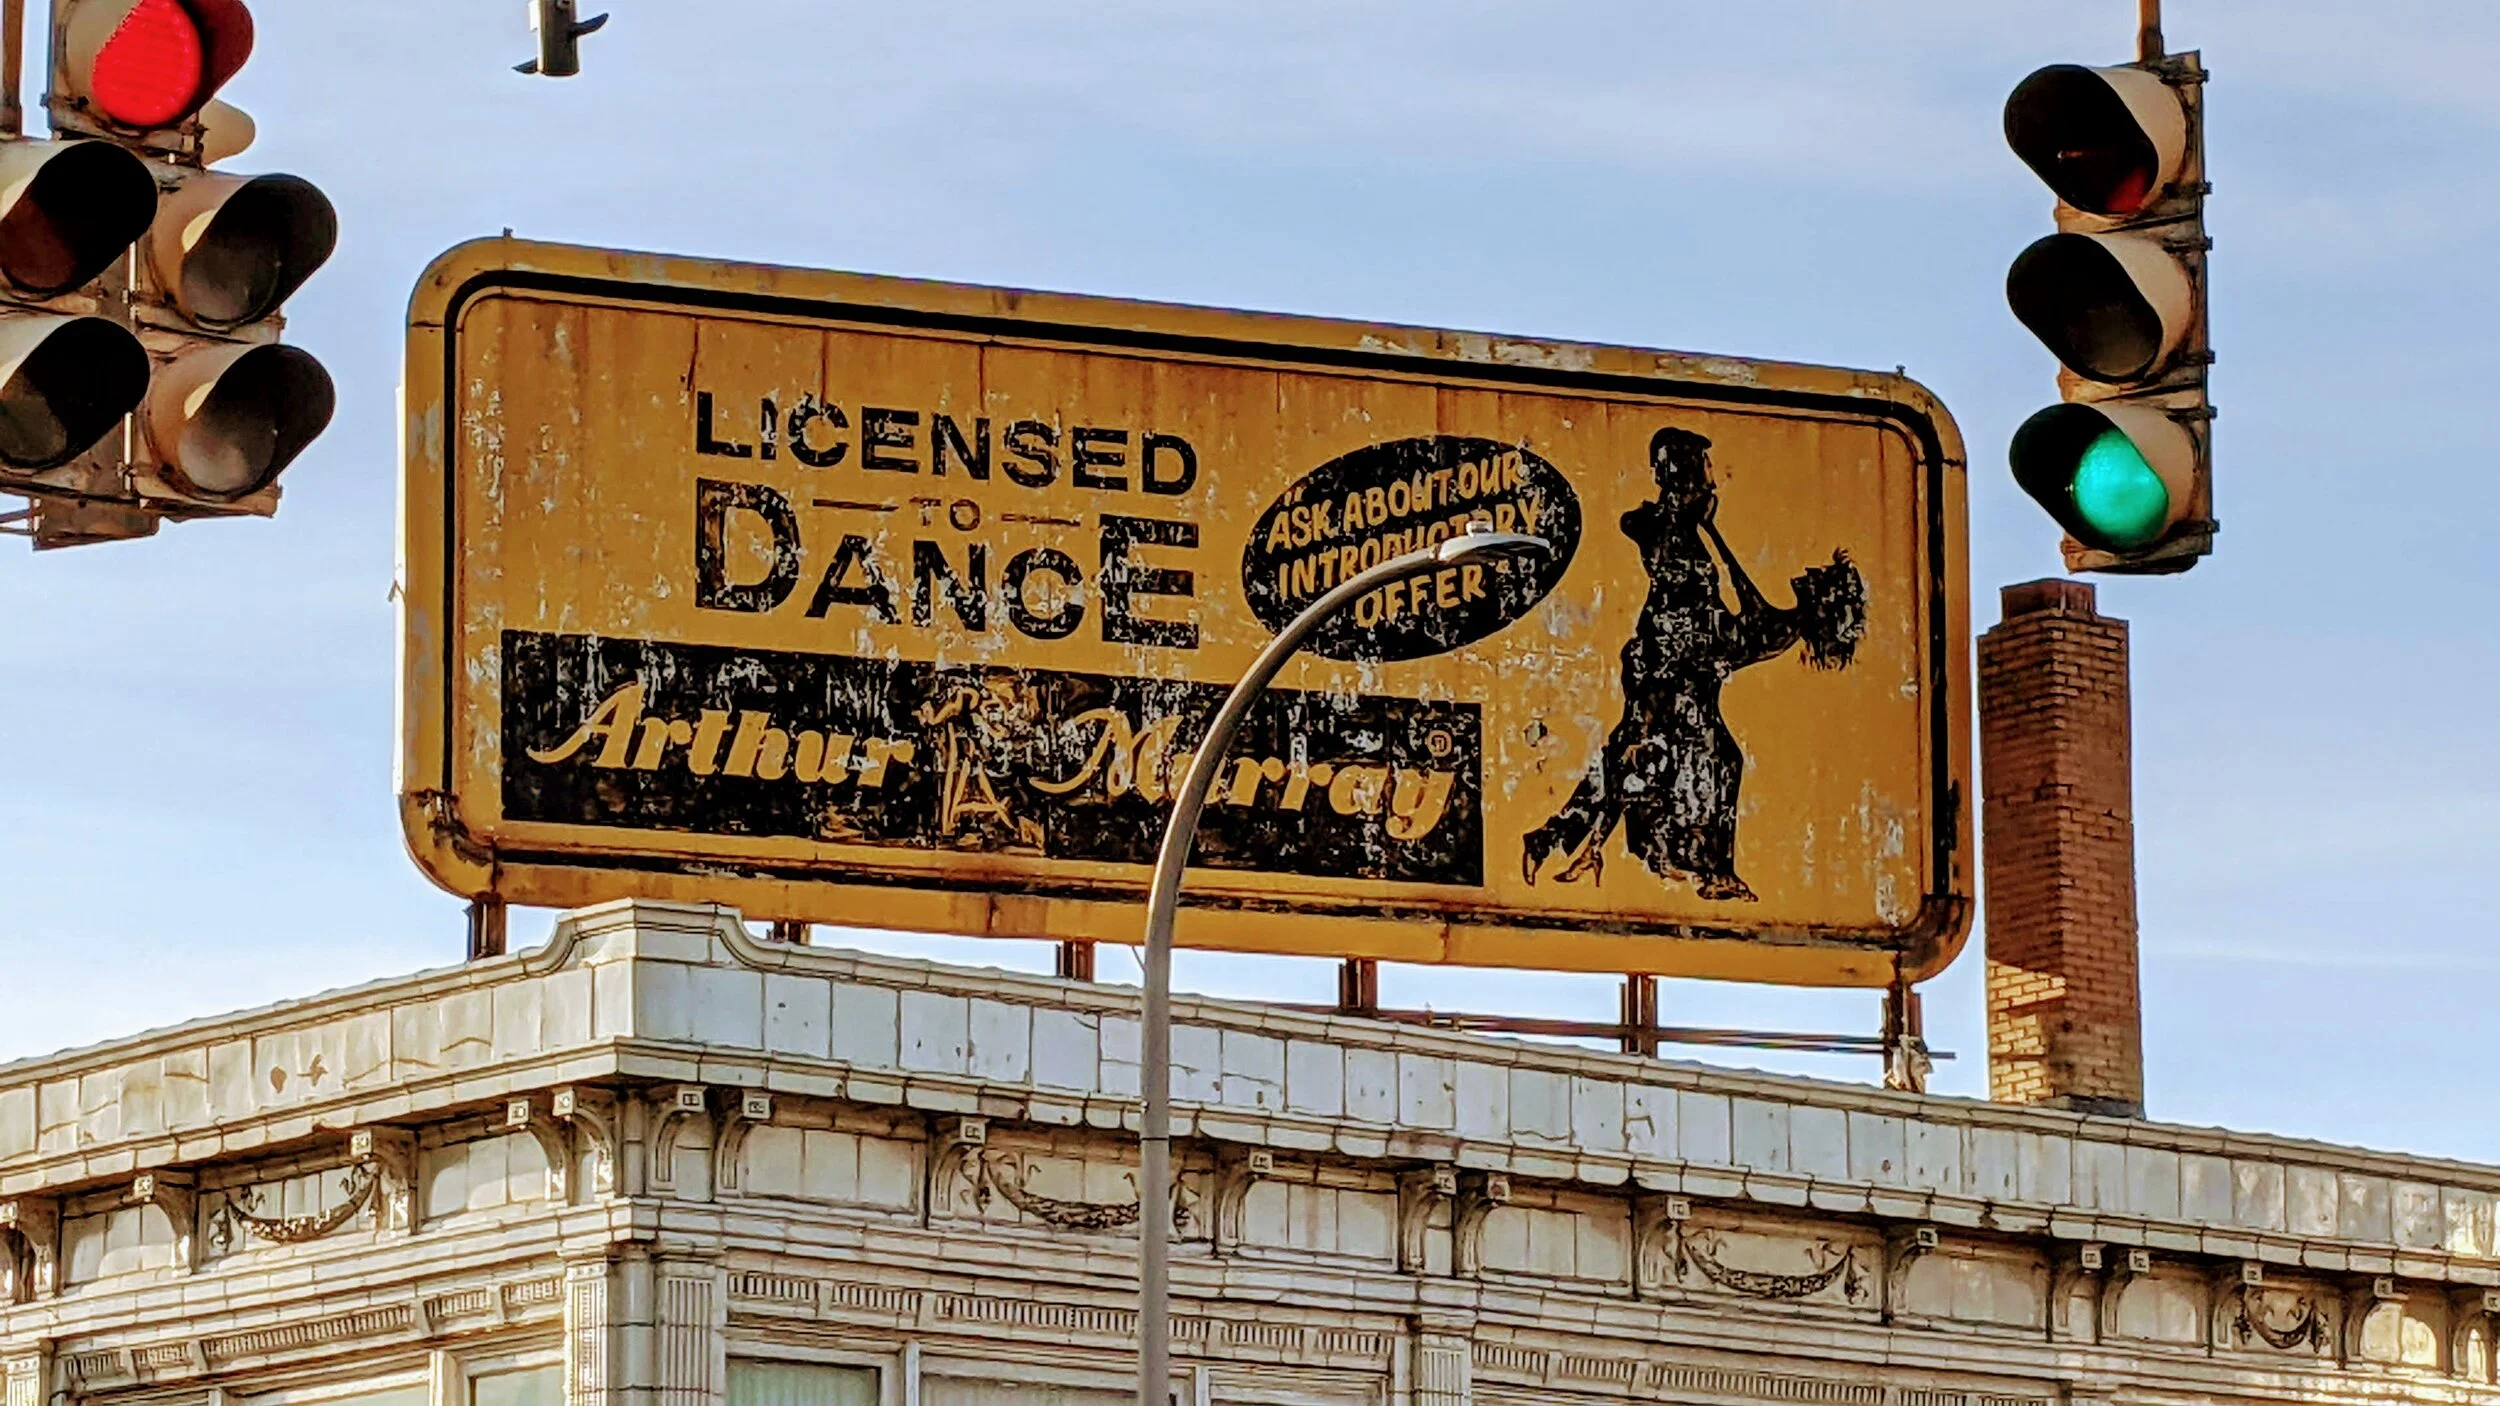 LICENSED
TO
DANCE
ASK ABOUT OUR
INTRODUCTORY
OFFER
Arthur Murray®